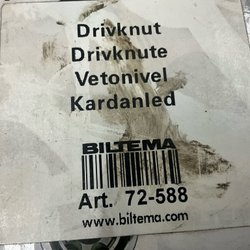 Drivknut
Drivknute
Vetonivel
Kardanled
BILTEMA
Art. 72-588
www.biltema.com